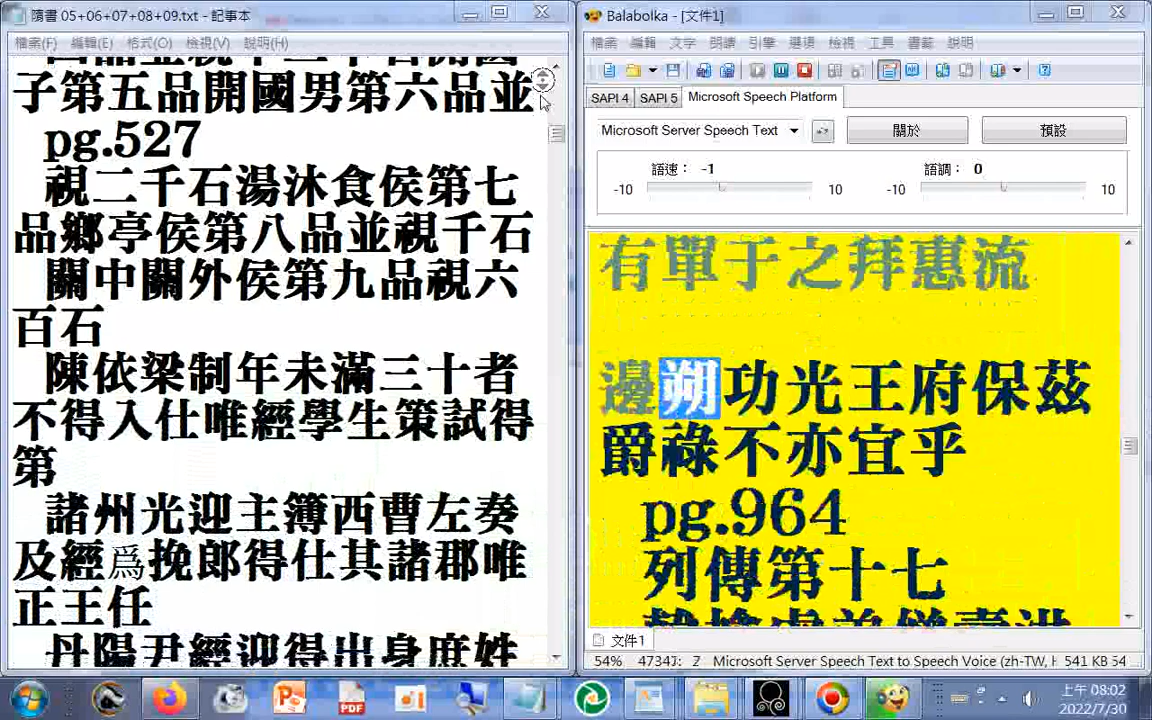 隋書 05+06+07+08+09.txt - 記事本
檔案(F) 編輯(E) 格式(O) 檢視(V) 說明(H)
子第五品開國男第六品並
pg.527
視二千石湯沐食侯第七
品鄉亭侯第八品並視千石
關中關外侯第九品視六
百石
陳依梁制年未滿三十者
不得入仕唯經學生策試得
第
諸州光迎主簿西曹左奏
及經爲挽郎得仕其諸郡唯
正王任
丹陽尹經迎得出身庶姓
Balabolka - [文件1]
檔案 編輯 文字 朗讀 引擎 選項 檢視 工具 書籤 說明
SAPI 4 SAPI 5 Microsoft Speech Platform
Microsoft Server Speech Text 關於 預設
語速： -1 語調： 0
-10 10 -10 10
有單于之拜惠流
邊朔功光王府保茲
爵祿不亦宜乎
pg.964
列傳第十七
文件1
54% Microsoft Server Speech Text to Speech Voice (zh-TW, H 541 KB 54
上午 08:02
2022/7/30